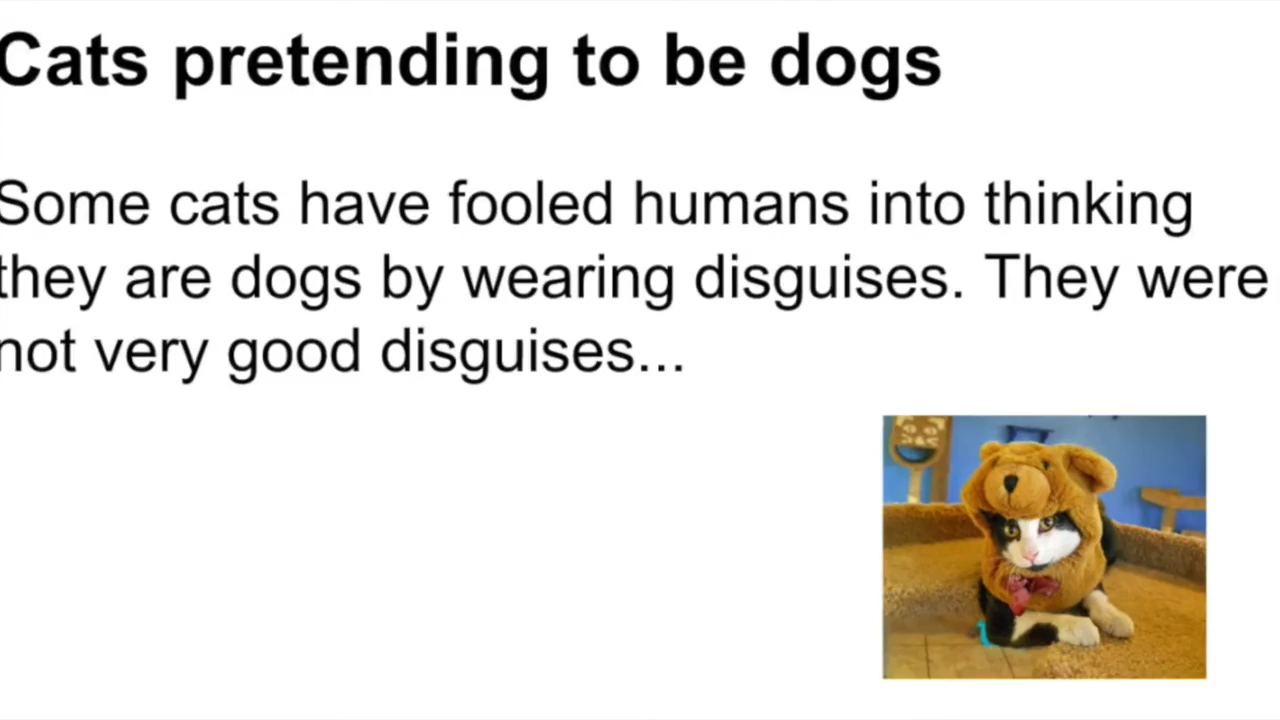 Cats pretending to be dogs
Some cats have fooled humans into thinking
they are dogs by wearing disguises. They were
not very good disguises...